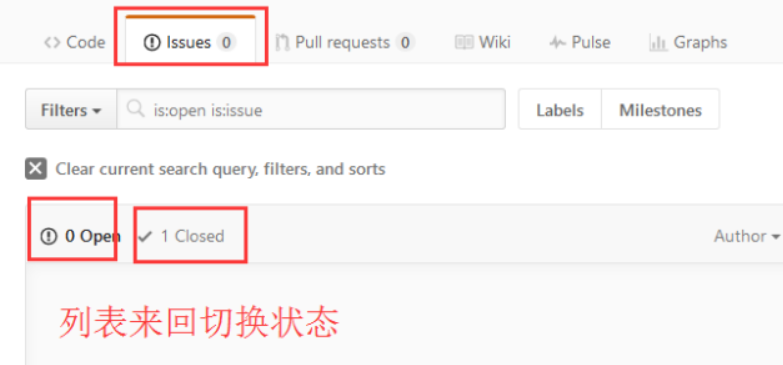 Code Issues 0 Pull requests 0 Wiki Pulse Graphs
Filters is:open is:issue Labels Milestones
Clear current search query, filters, and sorts
0 Open 1 Closed Author
列表来回切换状态